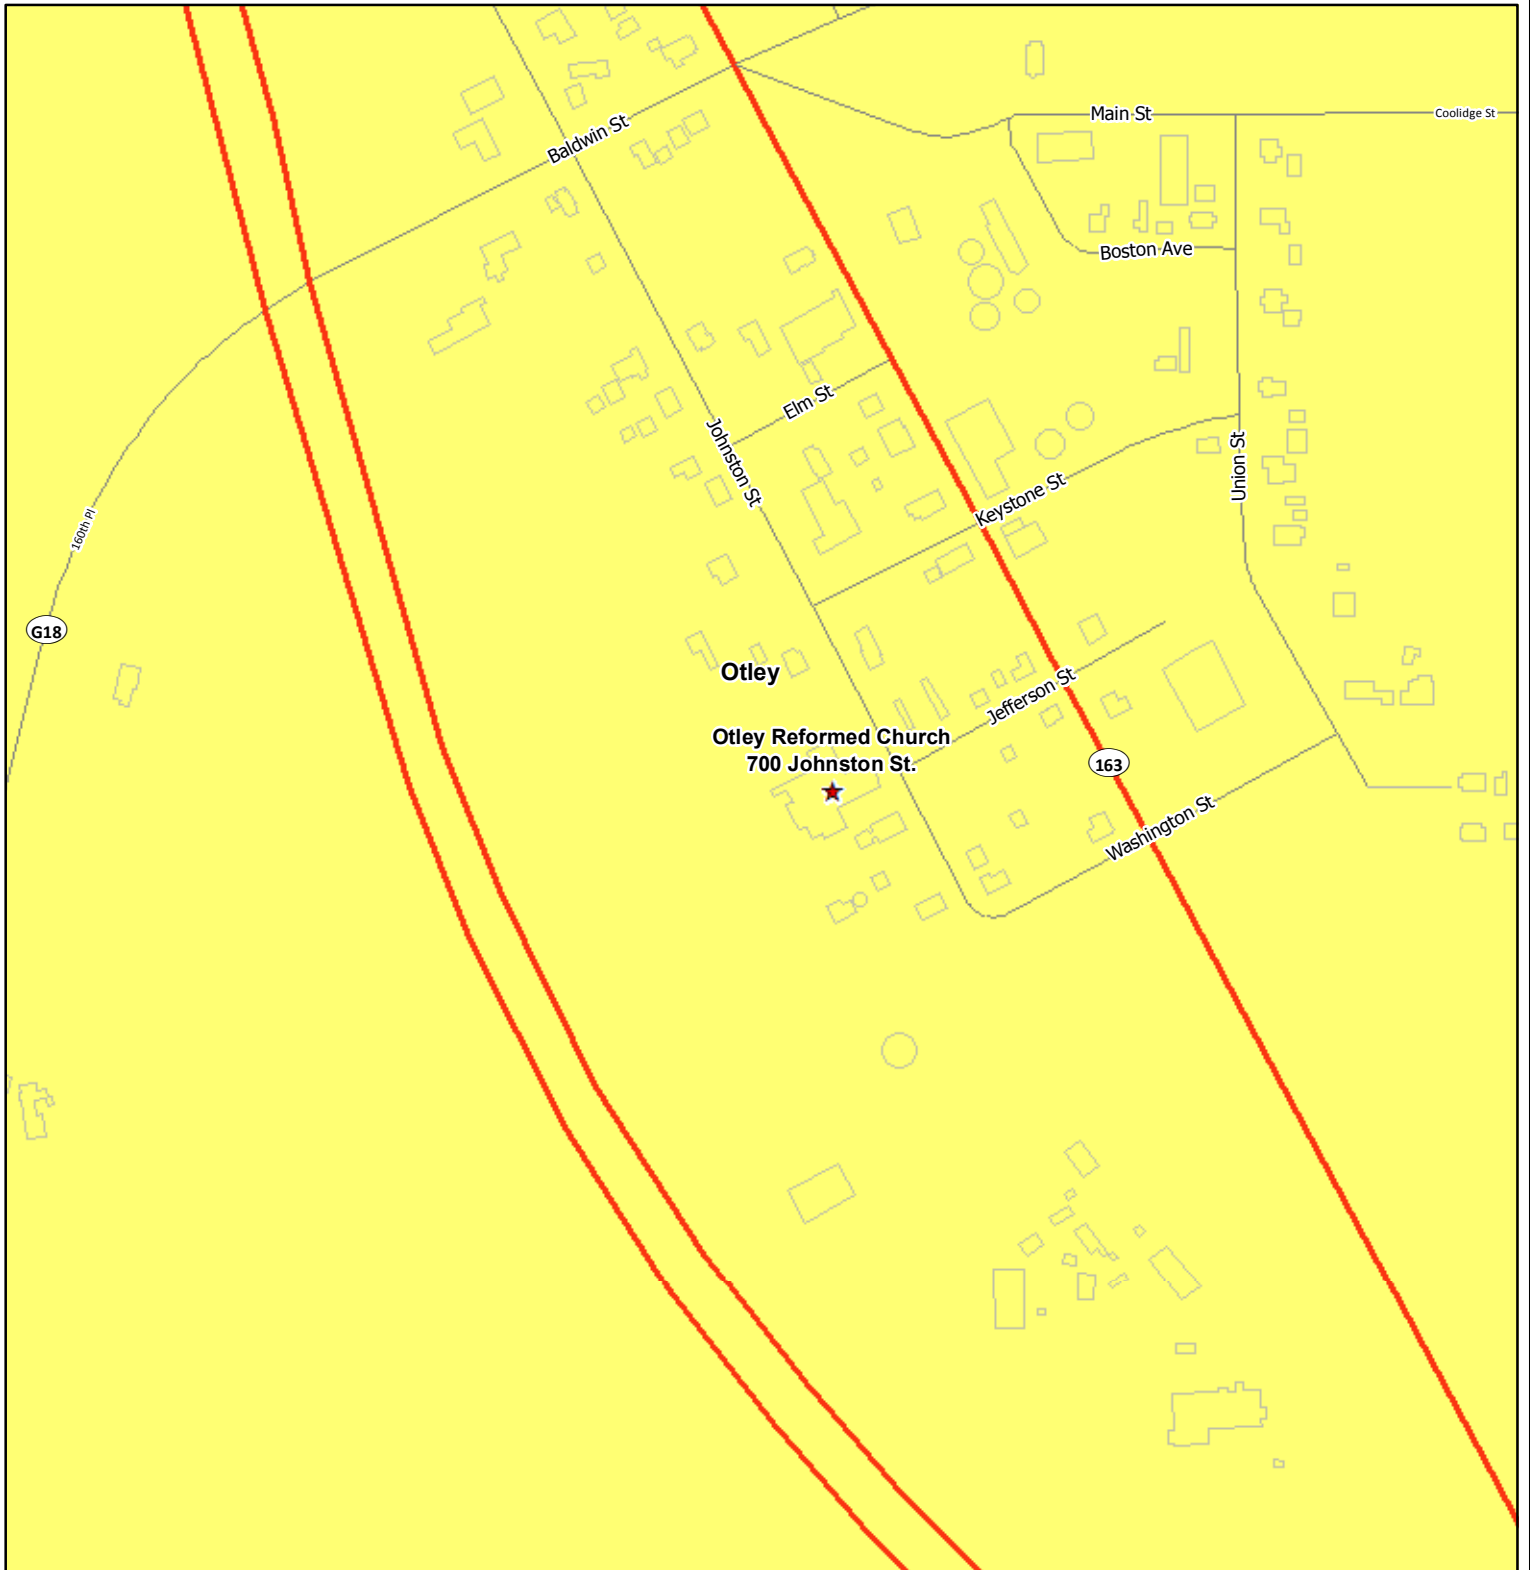 Main St
Coolidge St
Baldwin St
Boston Ave
Elm St
Johnston St
Union St
Keystone St
160th Pl
G18
Otley
Jefferson St
Otley Reformed Church
700 Johnston St.
163
Washington St